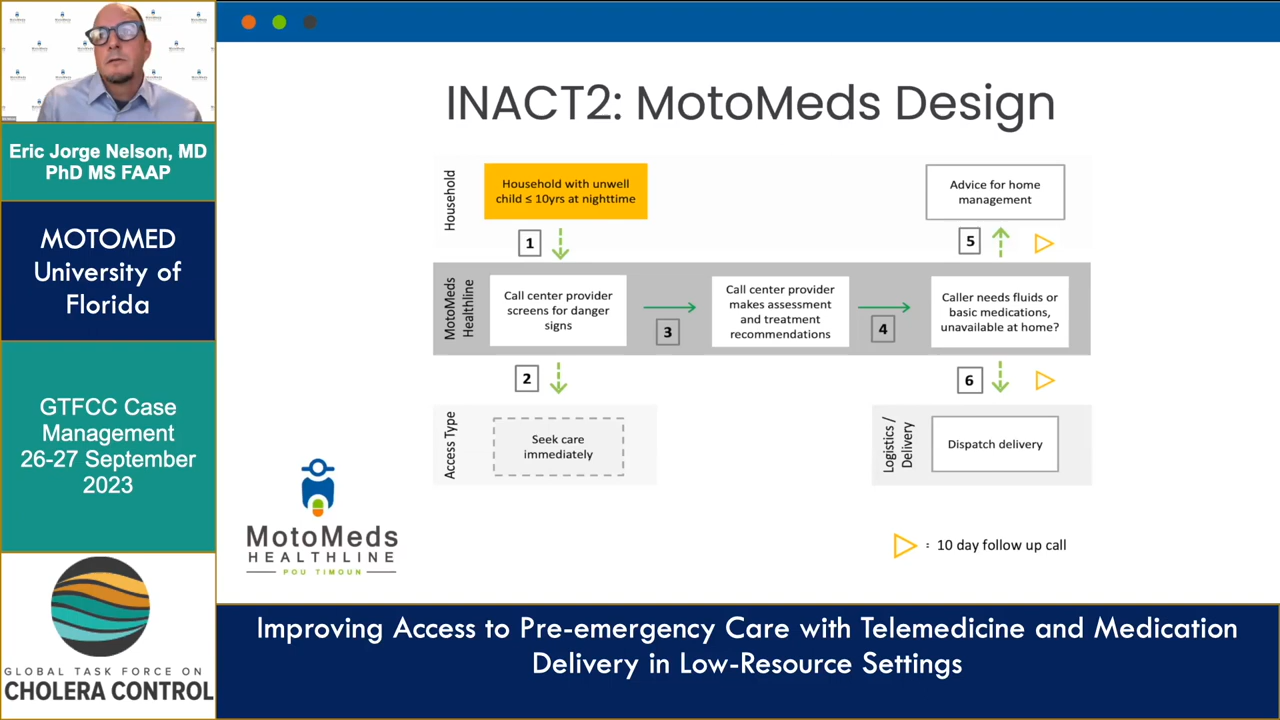 Eric Jorge Nelson, MD
PhD MS FAAP
MOTOMED
University of
Florida
GTFCC Case
Management
26-27 September
2023
GLOBAL TASK FORCE ON
CHOLERA CONTROL
INACT2: MotoMeds Design
Household
Household with unwell
child ≤ 10yrs at nighttime
Advice for home
management
1
5
MotoMeds
Healthline
Call center provider
screens for danger
signs
3
Call center provider
makes assessment
and treatment
recommendations
4
Caller needs fluids or
basic medications,
unavailable at home?
2
6
Access Type
Seek care
immediately
Logistics /
Delivery
Dispatch delivery
MotoMeds
HEALTHLINE
POU TIMOUN
= 10 day follow up call
Improving Access to Pre-emergency Care with Telemedicine and Medication
Delivery in Low-Resource Settings